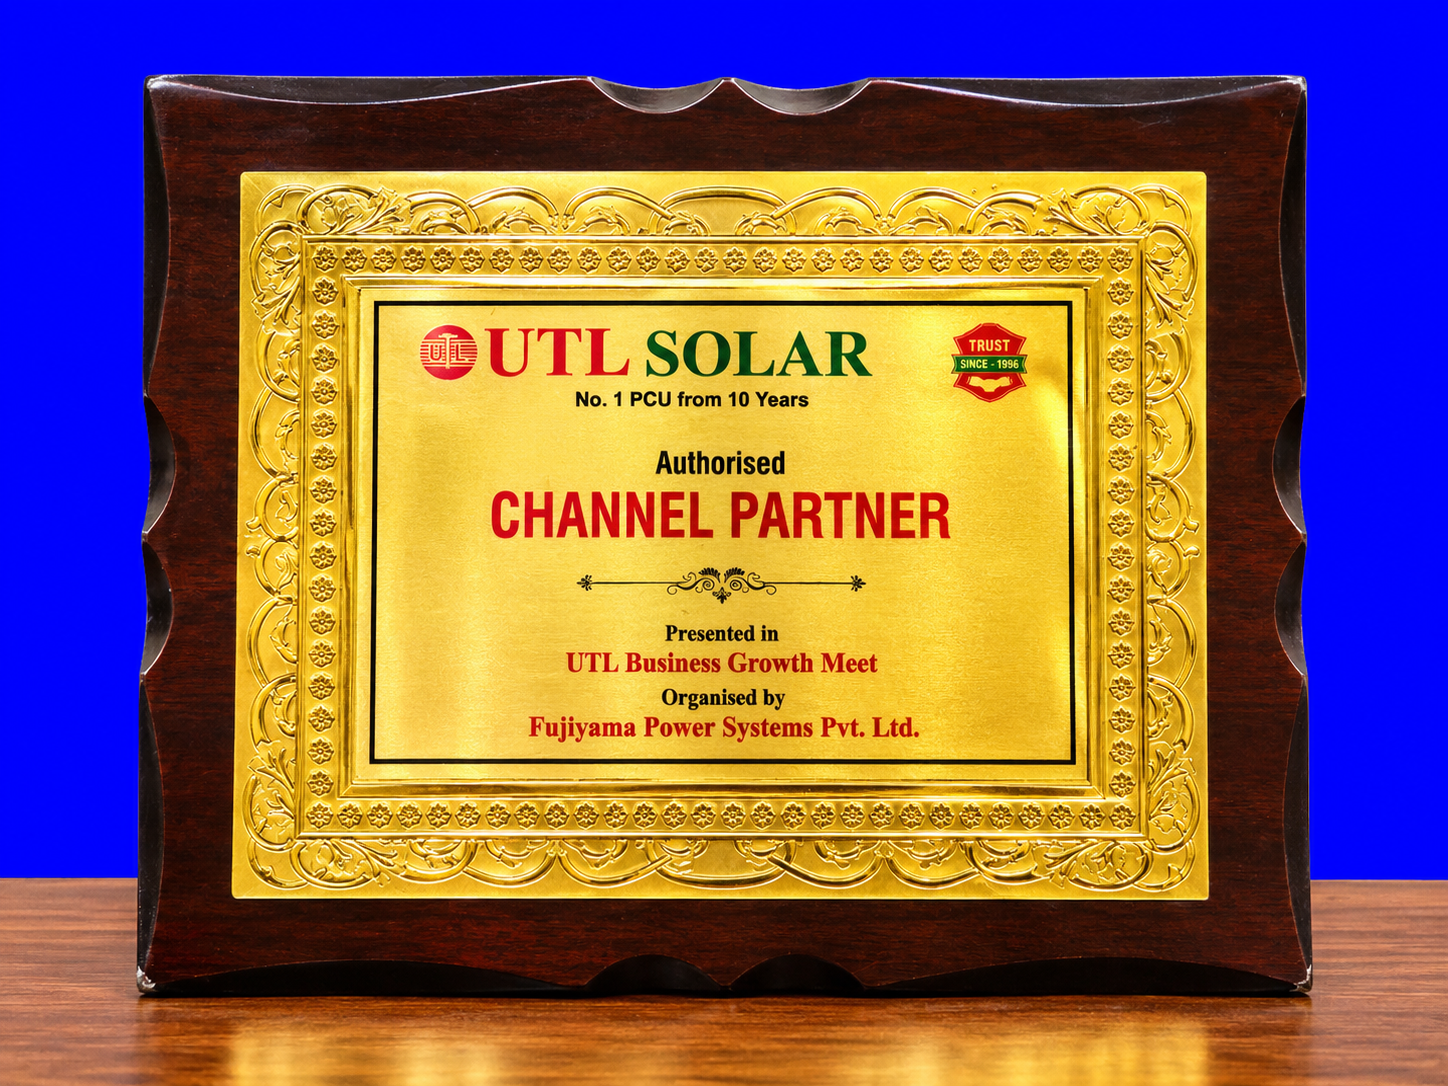 UTL
UTL SOLAR
No. 1 PCU from 10 Years
TRUST
SINCE - 1996
Authorised
CHANNEL PARTNER
Presented in
UTL Business Growth Meet
Organised by
Fujiyama Power Systems Pvt. Ltd.